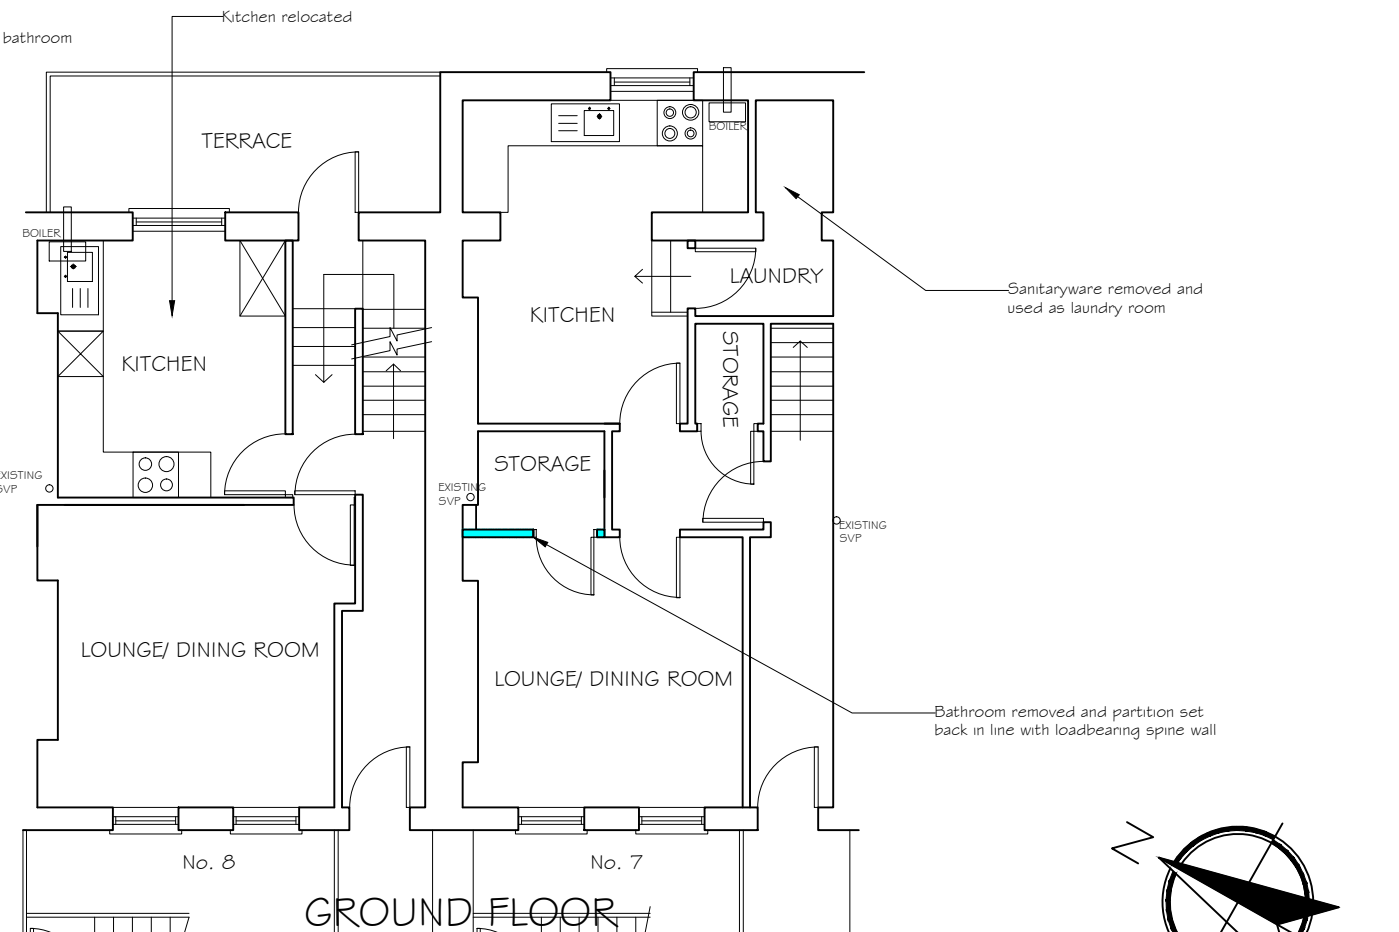 Kitchen relocated
bathroom
TERRACE
BOILER
BOILER
LAUNDRY
Sanitaryware removed and
used as laundry room
KITCHEN
KITCHEN
STORAGE
STORAGE
EXISTING
SVP
EXISTING
SVP
EXISTING
SVP
LOUNGE/ DINING ROOM
LOUNGE/ DINING ROOM
Bathroom removed and partition set
back in line with loadbearing spine wall
No. 8
No. 7
N
GROUND FLOOR